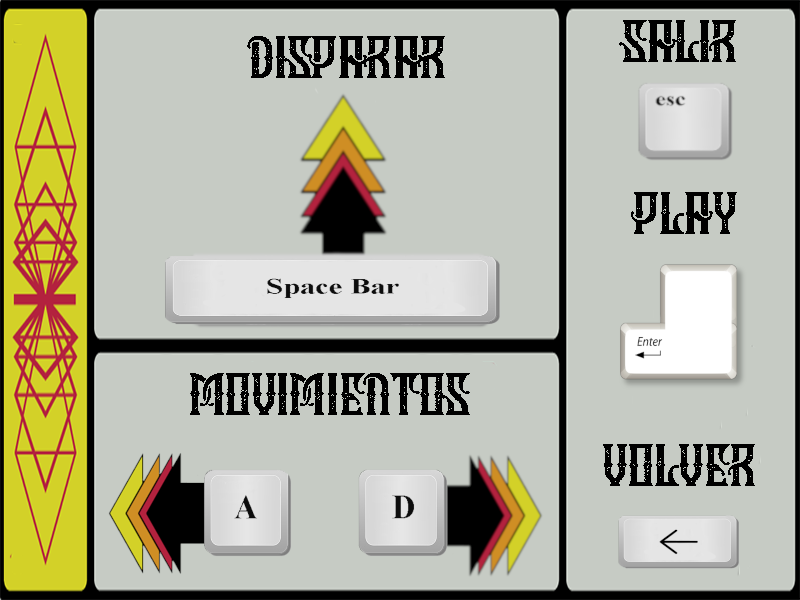 DISPARAR
Space Bar
MOVIMIENTOS
A
D
SALIR
esc
PLAY
Enter
VOLVER